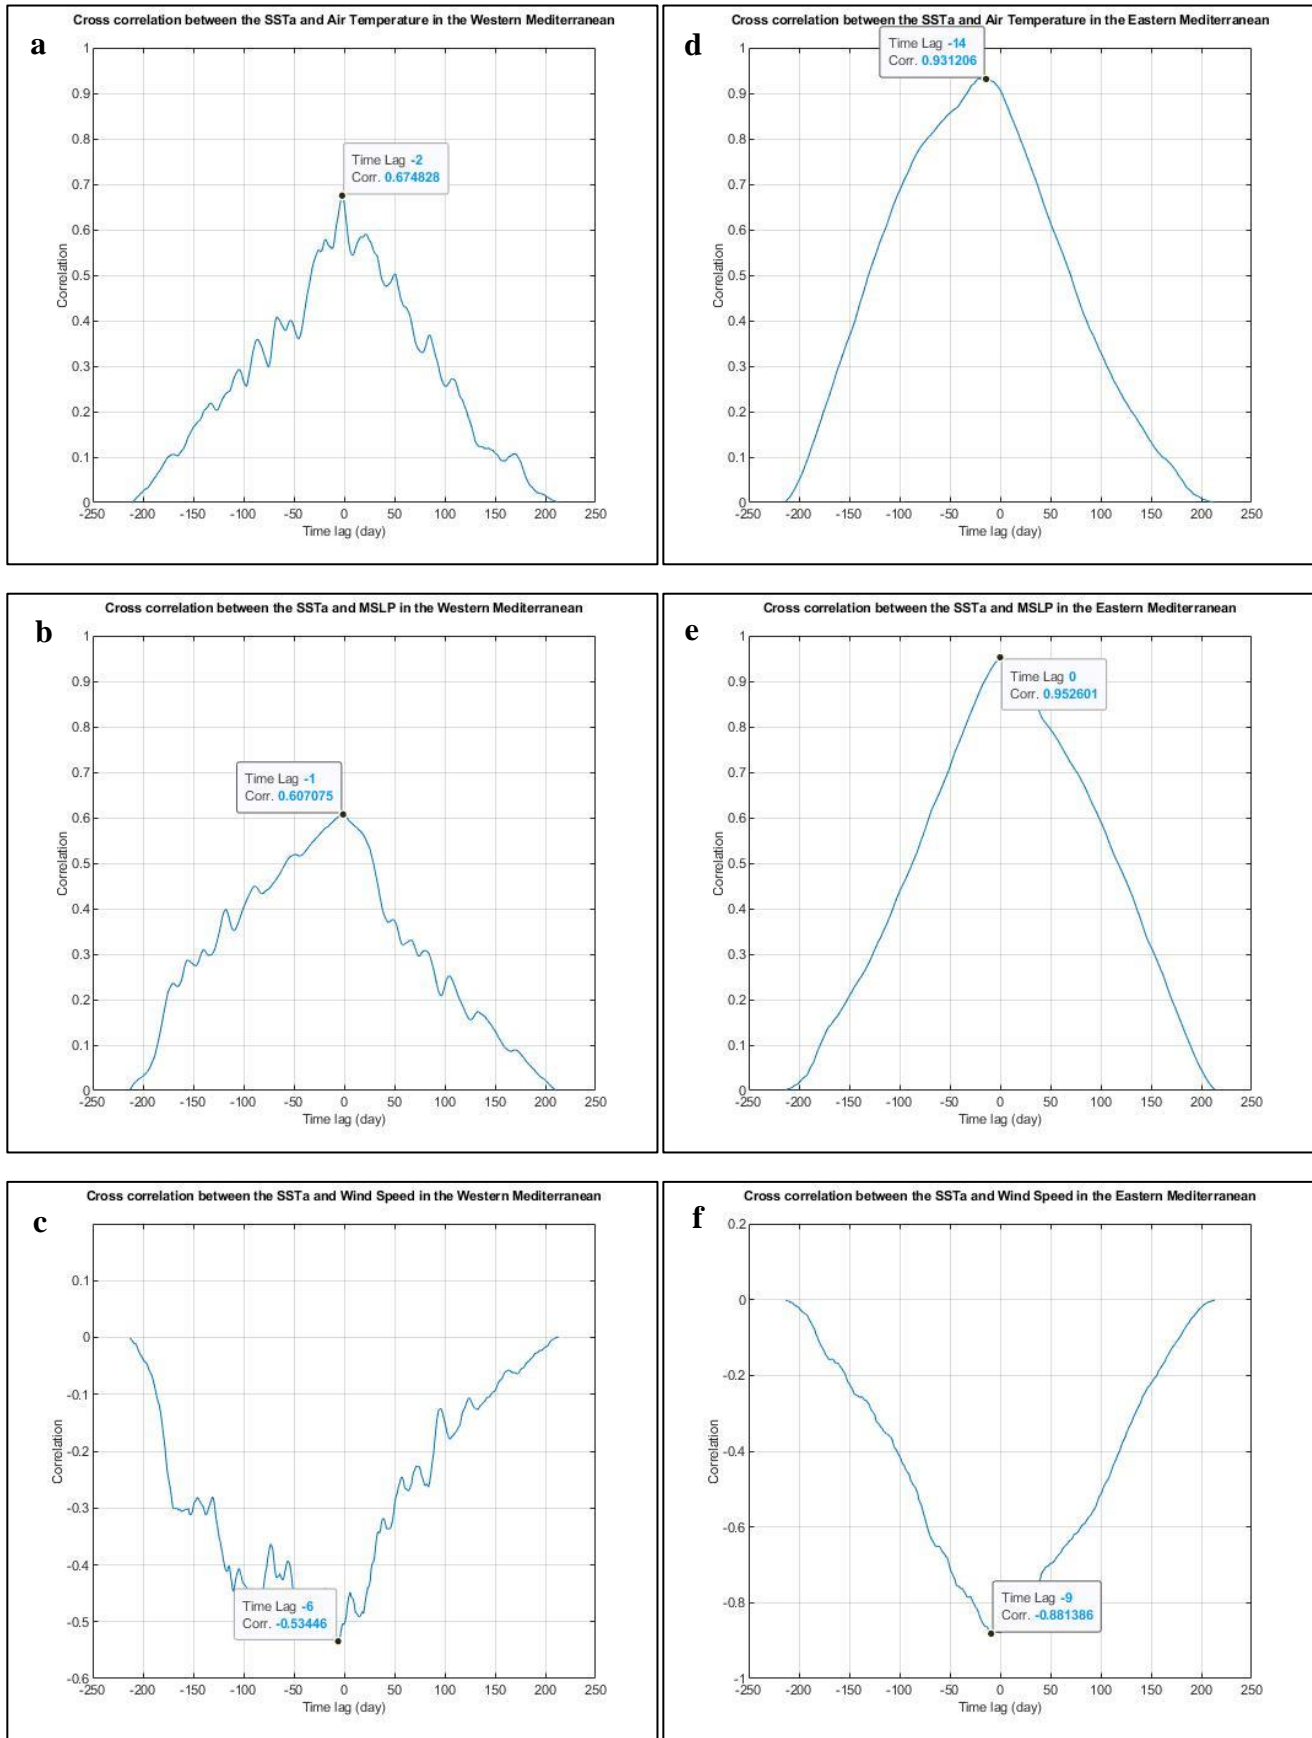 a
Cross correlation between the SSTa and Air Temperature in the Western Mediterranean
1
0.9
0.8
0.7
0.6
0.5
0.4
0.3
0.2
0.1
0
Correlation
Time Lag -2
Corr. 0.674828
-250 -200 -150 -100 -50 0 50 100 150 200 250
Time lag (day)
d
Cross correlation between the SSTa and Air Temperature in the Eastern Mediterranean
1
0.9
0.8
0.7
0.6
0.5
0.4
0.3
0.2
0.1
0
Correlation
Time Lag -14
Corr. 0.931206
-250 -200 -150 -100 -50 0 50 100 150 200 250
Time lag (day)
b
Cross correlation between the SSTa and MSLP in the Western Mediterranean
1
0.9
0.8
0.7
0.6
0.5
0.4
0.3
0.2
0.1
0
Correlation
Time Lag -1
Corr. 0.607075
-250 -200 -150 -100 -50 0 50 100 150 200 250
Time lag (day)
e
Cross correlation between the SSTa and MSLP in the Eastern Mediterranean
1
0.9
0.8
0.7
0.6
0.5
0.4
0.3
0.2
0.1
0
Correlation
Time Lag 0
Corr. 0.952601
-250 -200 -150 -100 -50 0 50 100 150 200 250
Time lag (day)
c
Cross correlation between the SSTa and Wind Speed in the Western Mediterranean
0.1
0
-0.1
-0.2
-0.3
-0.4
-0.5
-0.6
Correlation
Time Lag -6
Corr. -0.53446
-250 -200 -150 -100 -50 0 50 100 150 200 250
Time lag (day)
f
Cross correlation between the SSTa and Wind Speed in the Eastern Mediterranean
0.2
0
-0.2
-0.4
-0.6
-0.8
-1
Correlation
Time Lag -9
Corr. -0.881386
-250 -200 -150 -100 -50 0 50 100 150 200 250
Time lag (day)